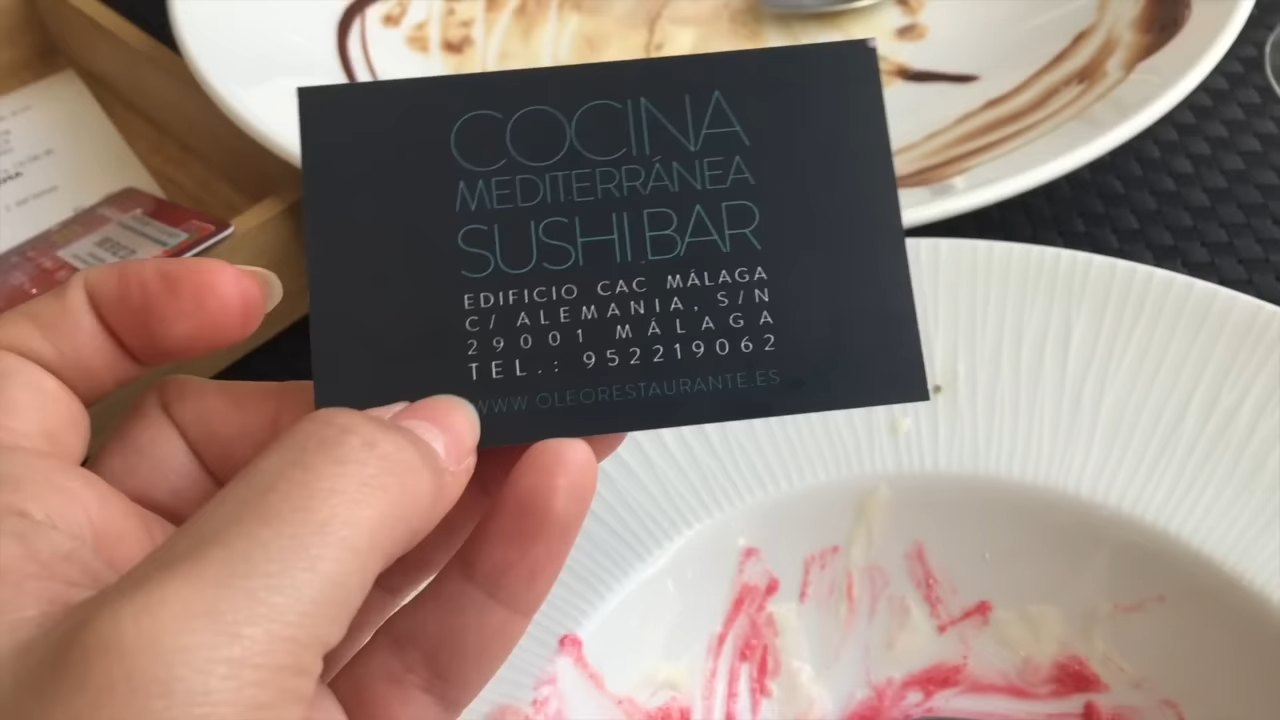 COCINA
MEDITERRÁNEA
SUSHI.BAR
EDIFICIO CAC MÁLAGA
C/ ALEMANIA, S/N
29001 MÁLAGA
TEL.: 952219062
WWW.OLEORESTAURANTE.ES